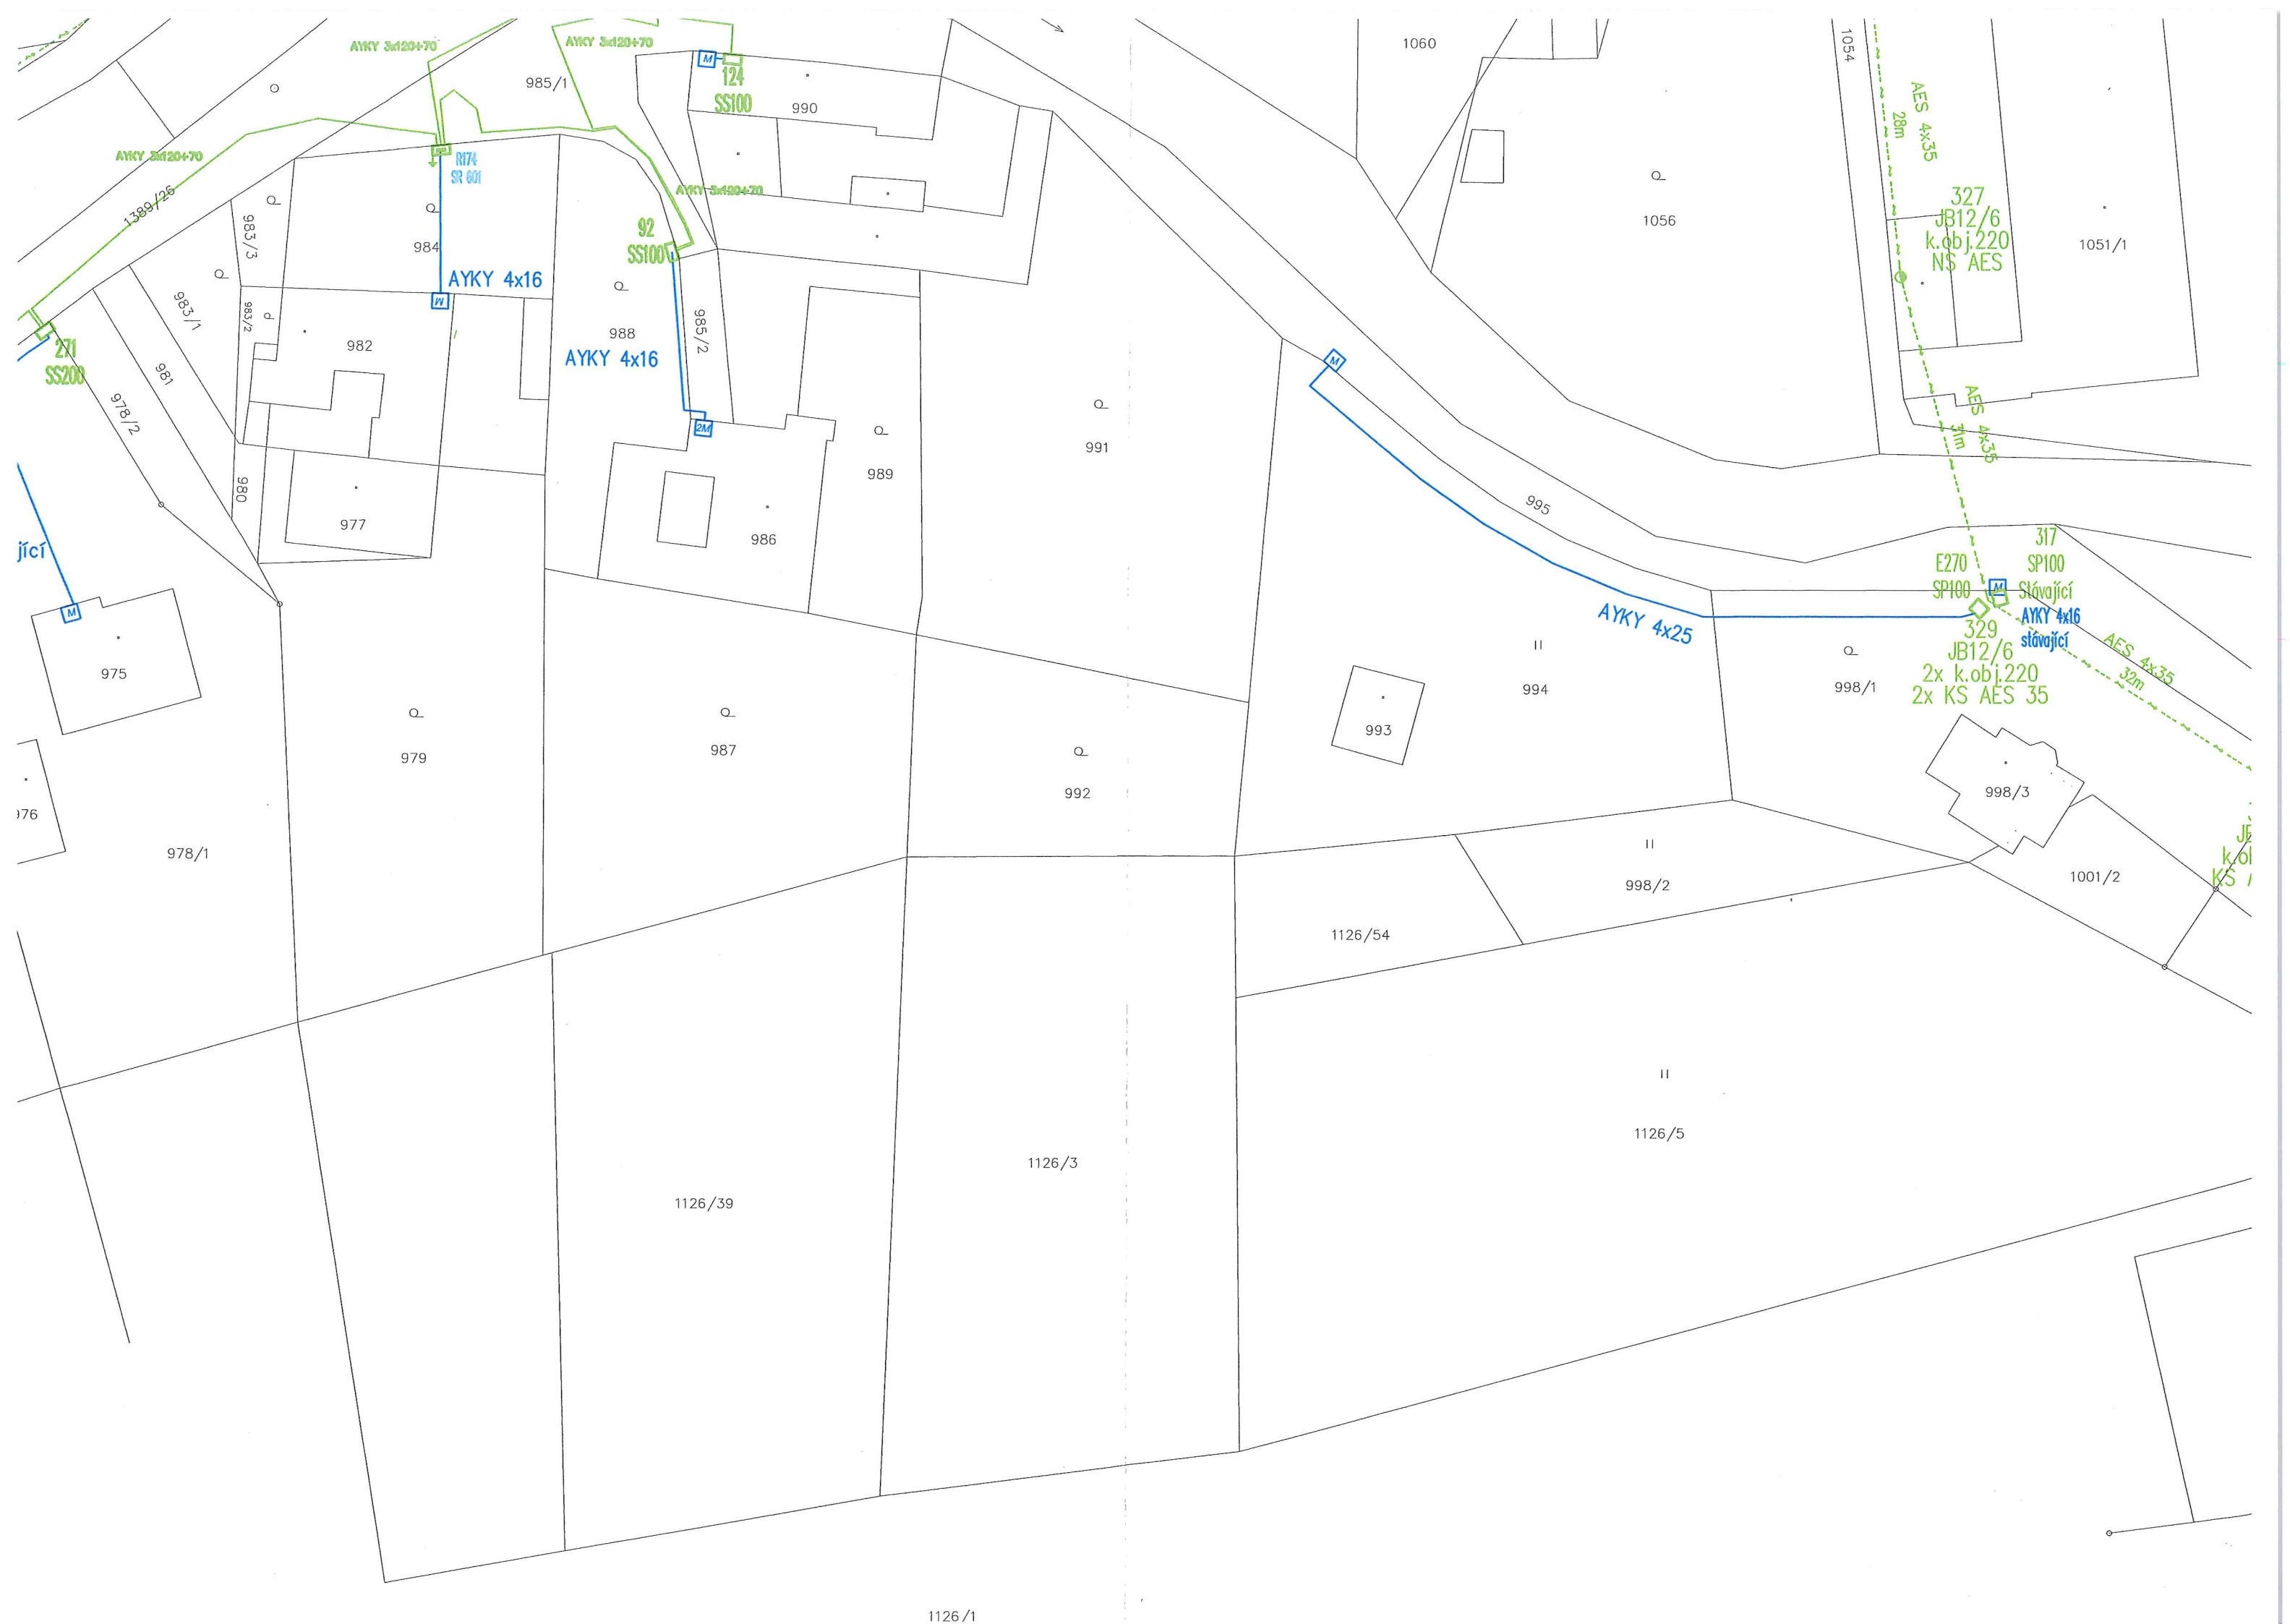 AYKY 3x120+70
AYKY 3x120+70
985/1
M
124
SS100
990
1060
1054
AES 4x35
28m
AYKY 3x120+70
R174
SR 601
AYKY 3x120+70
1389/26
983/3
984
92
SS100
1056
327
JB12/6
k.obj.220
NS AES
1051/1
AYKY 4x16
M
983/1
983/2
982
988
AYKY 4x16
985/2
271
SS200
981
978/2
M
2M
991
989
AES 4x35
31m
980
977
986
995
jící
M
975
E270
SP100
317
SP100
Stávající
M
AYKY 4x16
stávající
AYKY 4x25
329
JB12/6
2x k.obj.220
2x KS AES 35
AES 4x35
32m
994
998/1
993
979
987
992
998/3
976
978/1
998/2
1001/2
k.ob
KS
1126/54
1126/5
1126/3
1126/39
1126/1